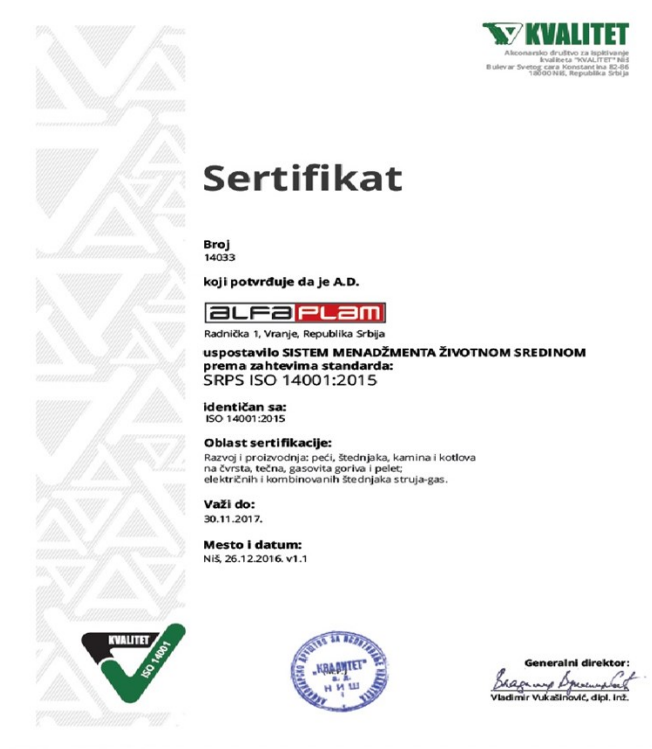 KVALITET
Akcionarsko društvo za ispitivanje
kvaliteta "KVALITET" Niš
Bulevar Svetog cara Konstantina 82-86
18000 Niš, Republika Srbija
Sertifikat
Broj
14033
koji potvrđuje da je A.D.
ALFA PLAM
Radnička 1, Vranje, Republika Srbija
uspostavilo SISTEM MENADŽMENTA ŽIVOTNOM SREDINOM
prema zahtevima standarda:
SRPS ISO 14001:2015
identičan sa:
ISO 14001:2015
Oblast sertifikacije:
Razvoj i proizvodnja: peći, štednjaka, kamina i kotlova
na čvrsta, tečna, gasovita goriva i pelet;
električnih i kombinovanih štednjaka struja-gas.
Važi do:
30.11.2017.
Mesto i datum:
Niš, 26.12.2016. v1.1
KVALITET
ISO 14001
"КВАЛИТЕТ"
а. д.
НИШ
Generalni direktor:
Vladimir Vukašinović, dipl. inž.